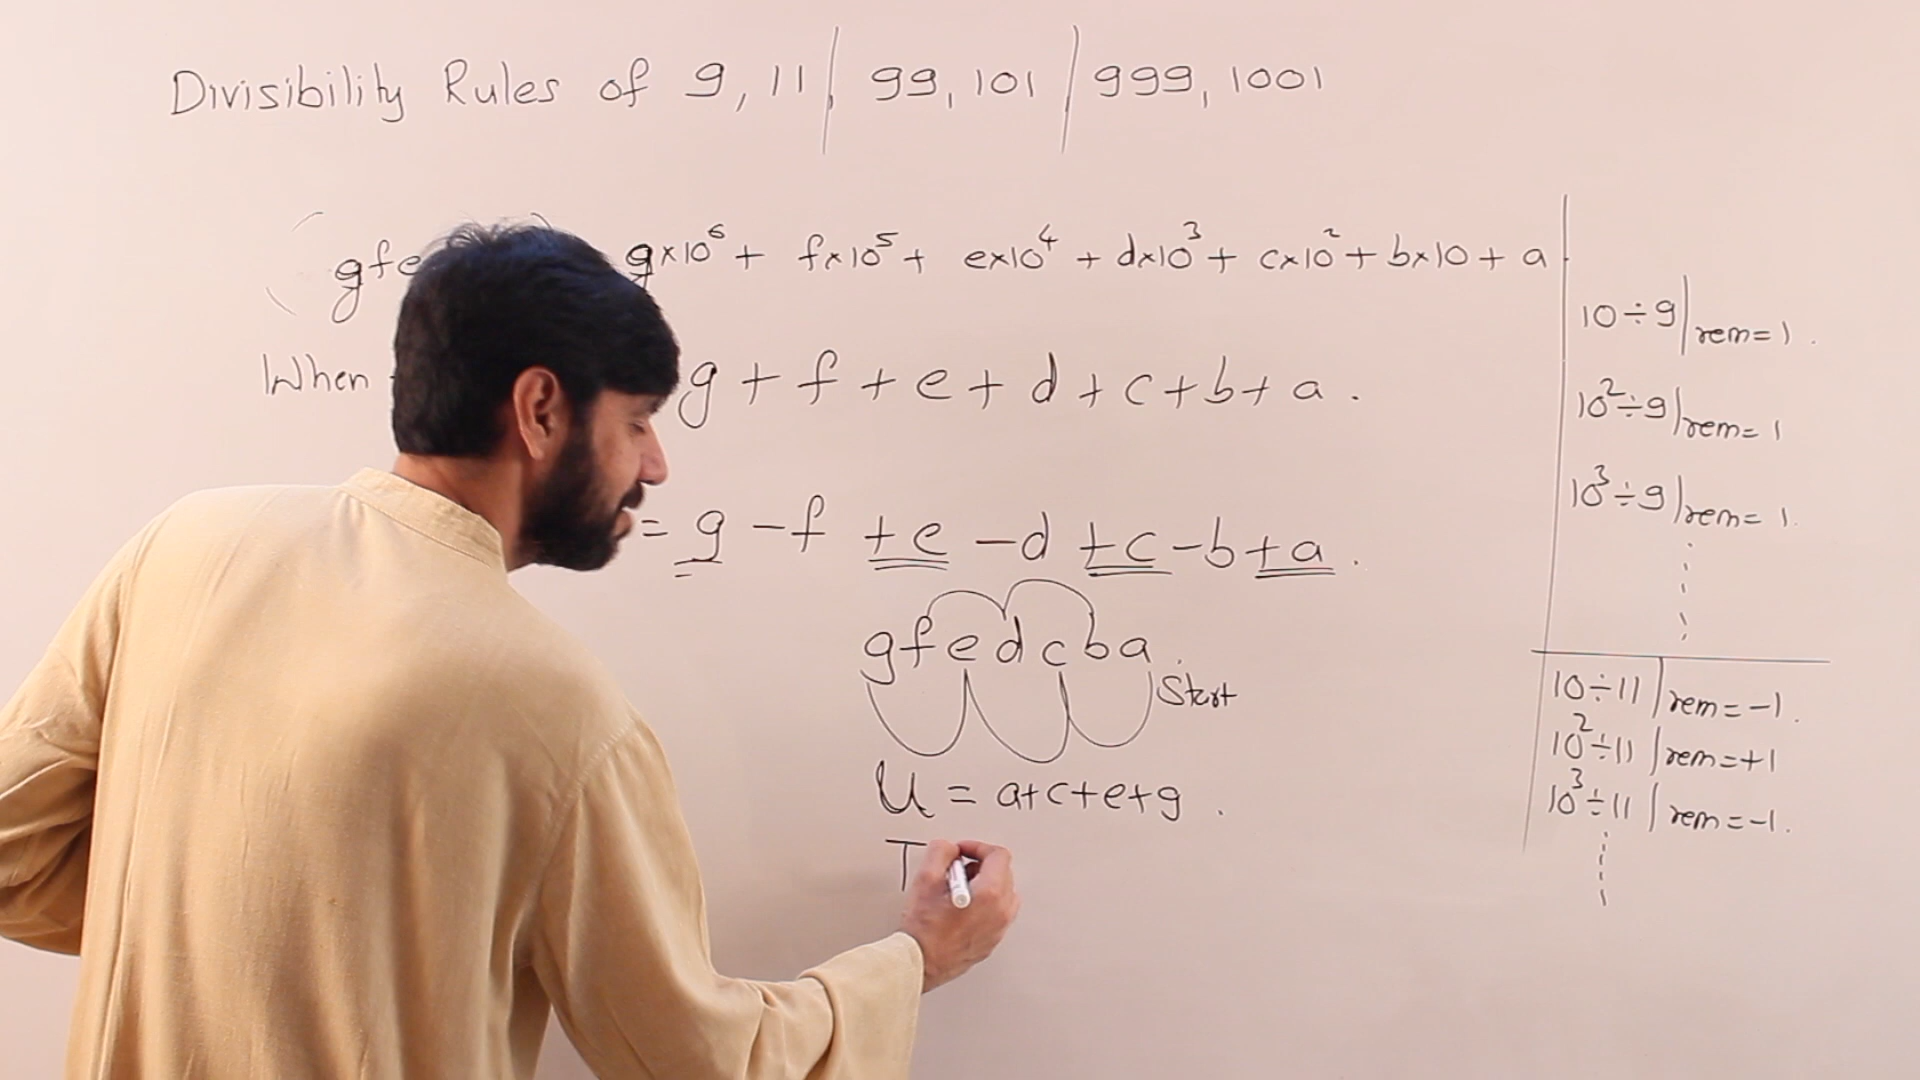 Divisibility Rules of 9, 11 | 99, 101 | 999, 1001
gfe g×10⁶ + f×10⁵ + e×10⁴ + d×10³ + c×10² + b×10 + a
When g + f + e + d + c + b + a .
= g - f + e - d + c - b + a .
gfedcba.
Start
U = a+c+e+g .
T
10÷9 | rem=1 .
10²÷9 | rem=1
10³÷9 | rem=1.
10÷11 | rem=-1.
10²÷11 | rem=+1
10³÷11 | rem=-1.